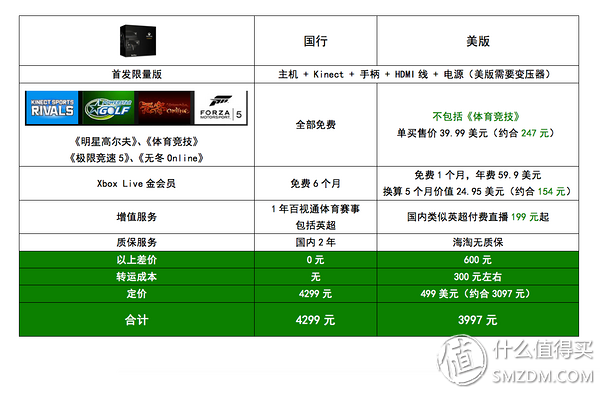 国行 美版
首发限量版 主机 + Kinect + 手柄 + HDMI 线 + 电源（美版需要变压器）
KINECT SPORTS
RIVALS
GOLF
Online
FORZA
MOTORSPORT 5
《明星高尔夫》、《体育竞技》
《极限竞速 5》、《无冬 Online》
全部免费
不包括《体育竞技》
单买售价 39.99 美元（约合 247 元）
Xbox Live 金会员 免费 6 个月
免费 1 个月，年费 59.9 美元
换算 5 个月价值 24.95 美元（约合 154 元）
增值服务
1 年百视通体育赛事
包括英超
国内类似英超付费直播 199 元起
质保服务 国内 2 年 海淘无质保
以上差价 0 元 600 元
转运成本 无 300 元左右
定价 4299 元 499 美元（约合 3097 元）
合计 4299 元 3997 元
值 什么值得买
SMZDM.COM